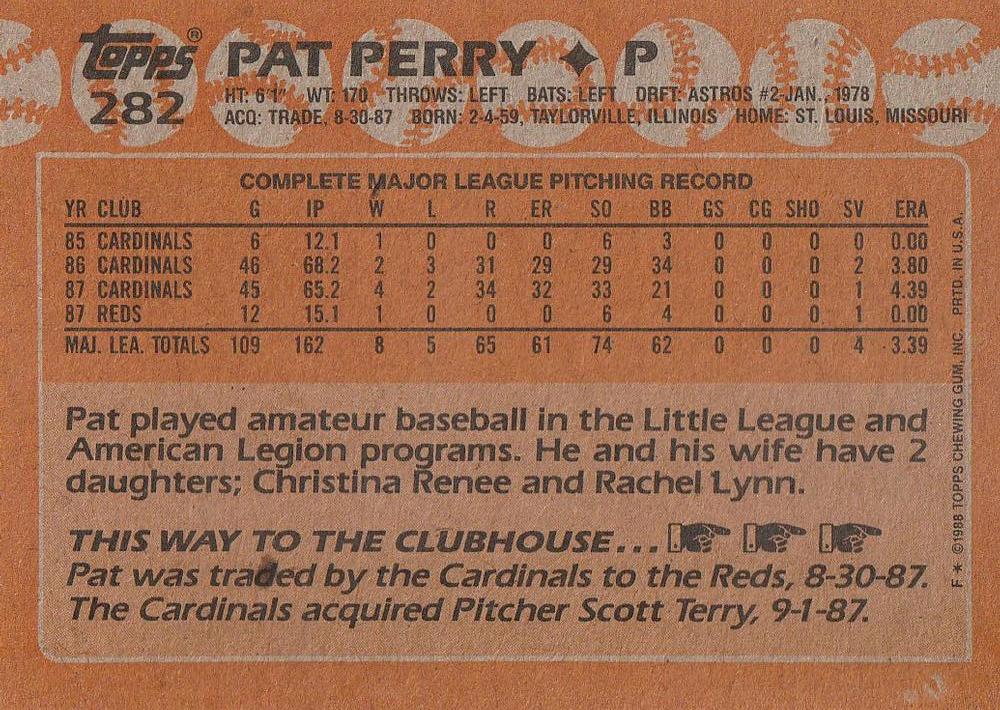 topps® PAT PERRY ✦ P
282 HT: 6'1" WT: 170 THROWS: LEFT BATS: LEFT DRFT: ASTROS #2-JAN., 1978
ACQ: TRADE, 8-30-87 BORN: 2-4-59, TAYLORVILLE, ILLINOIS HOME: ST. LOUIS, MISSOURI
COMPLETE MAJOR LEAGUE PITCHING RECORD
YR CLUB G IP W L R ER SO BB GS CG SHO SV ERA
85 CARDINALS 6 12.1 1 0 0 0 6 3 0 0 0 0 0.00
86 CARDINALS 46 68.2 2 3 31 29 29 34 0 0 0 2 3.80
87 CARDINALS 45 65.2 4 2 34 32 33 21 0 0 0 1 4.39
87 REDS 12 15.1 1 0 0 0 6 4 0 0 0 1 0.00
MAJ. LEA. TOTALS 109 162 8 5 65 61 74 62 0 0 0 4 3.39
Pat played amateur baseball in the Little League and
American Legion programs. He and his wife have 2
daughters; Christina Renee and Rachel Lynn.
THIS WAY TO THE CLUBHOUSE...
Pat was traded by the Cardinals to the Reds, 8-30-87.
The Cardinals acquired Pitcher Scott Terry, 9-1-87.
F * ©1988 TOPPS CHEWING GUM, INC. PRTD. IN U.S.A.